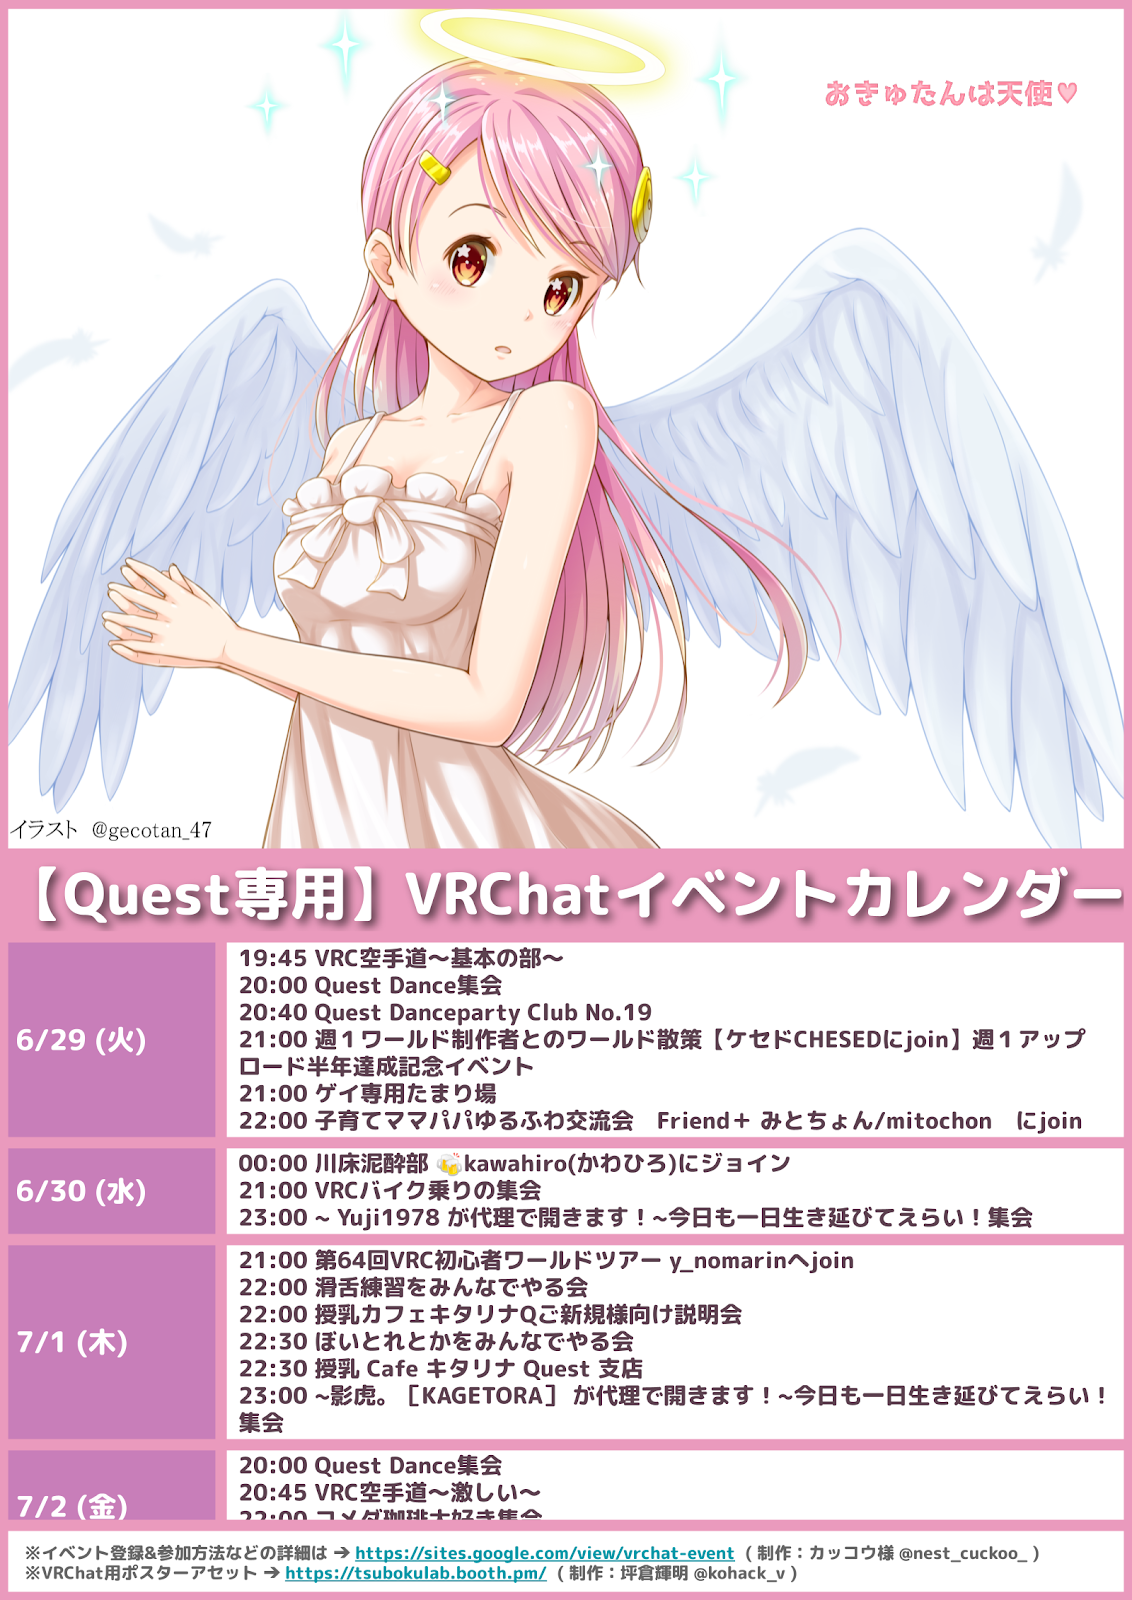 おきゅたんは天使♥
イラスト @gecotan_47
【Quest専用】VRChatイベントカレンダー
6/29 (火)
19:45 VRC空手道～基本の部～
20:00 Quest Dance集会
20:40 Quest Danceparty Club No.19
21:00 週１ワールド制作者とのワールド散策【ケセドCHESEDにjoin】週１アップ
ロード半年達成記念イベント
21:00 ゲイ専用たまり場
22:00 子育てママパパゆるふわ交流会　Friend＋ みとちょん/mitochon　にjoin
6/30 (水)
00:00 川床泥酔部 🍻kawahiro(かわひろ)にジョイン
21:00 VRCバイク乗りの集会
23:00 ~ Yuji1978 が代理で開きます！~今日も一日生き延びてえらい！集会
7/1 (木)
21:00 第64回VRC初心者ワールドツアー y_nomarinへjoin
22:00 滑舌練習をみんなでやる会
22:00 授乳カフェキタリナQご新規様向け説明会
22:30 ぼいとれとかをみんなでやる会
22:30 授乳 Cafe キタリナ Quest 支店
23:00 ~影虎。［KAGETORA］ が代理で開きます！~今日も一日生き延びてえらい！
集会
7/2 (金)
20:00 Quest Dance集会
20:45 VRC空手道～激しい～
22:00 コメダ珈琲大好き集会
※イベント登録&参加方法などの詳細は → https://sites.google.com/view/vrchat-event ( 制作：カッコウ様 @nest_cuckoo_ )
※VRChat用ポスターアセット → https://tsubokulab.booth.pm/ ( 制作：坪倉輝明 @kohack_v )